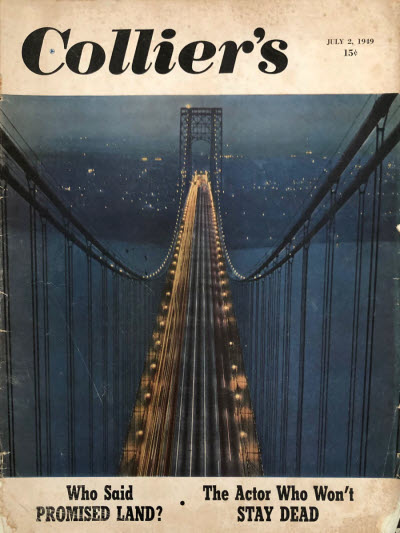 Collier's
JULY 2, 1949
15¢
Who Said
PROMISED LAND?
•
The Actor Who Won't
STAY DEAD